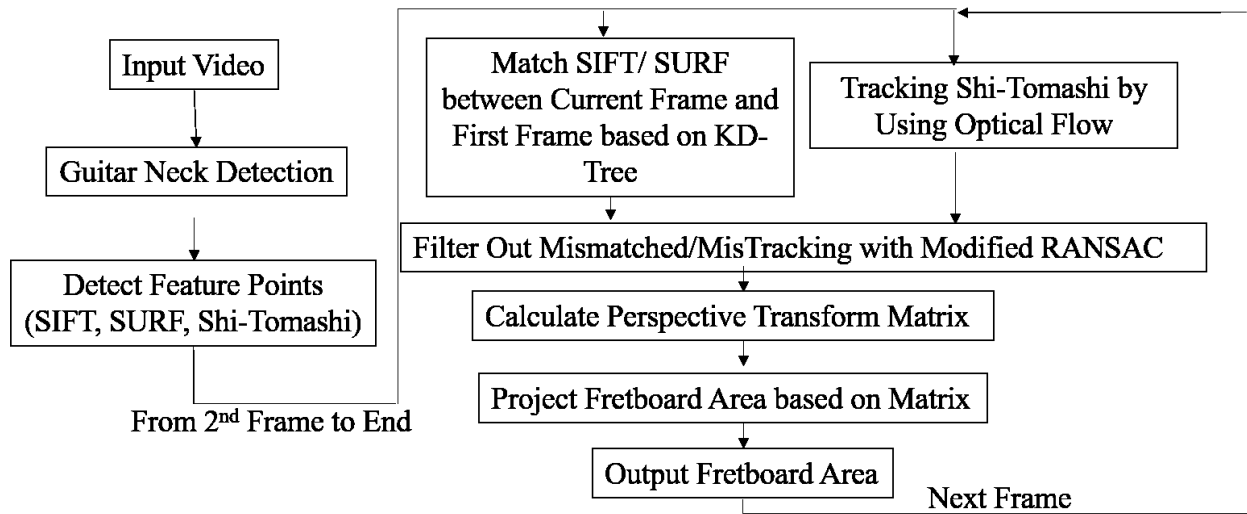 Input Video
Guitar Neck Detection
Detect Feature Points
(SIFT, SURF, Shi-Tomashi)
From 2nd Frame to End
Match SIFT/ SURF
between Current Frame and
First Frame based on KD-
Tree
Tracking Shi-Tomashi by
Using Optical Flow
Filter Out Mismatched/MisTracking with Modified RANSAC
Calculate Perspective Transform Matrix
Project Fretboard Area based on Matrix
Output Fretboard Area
Next Frame